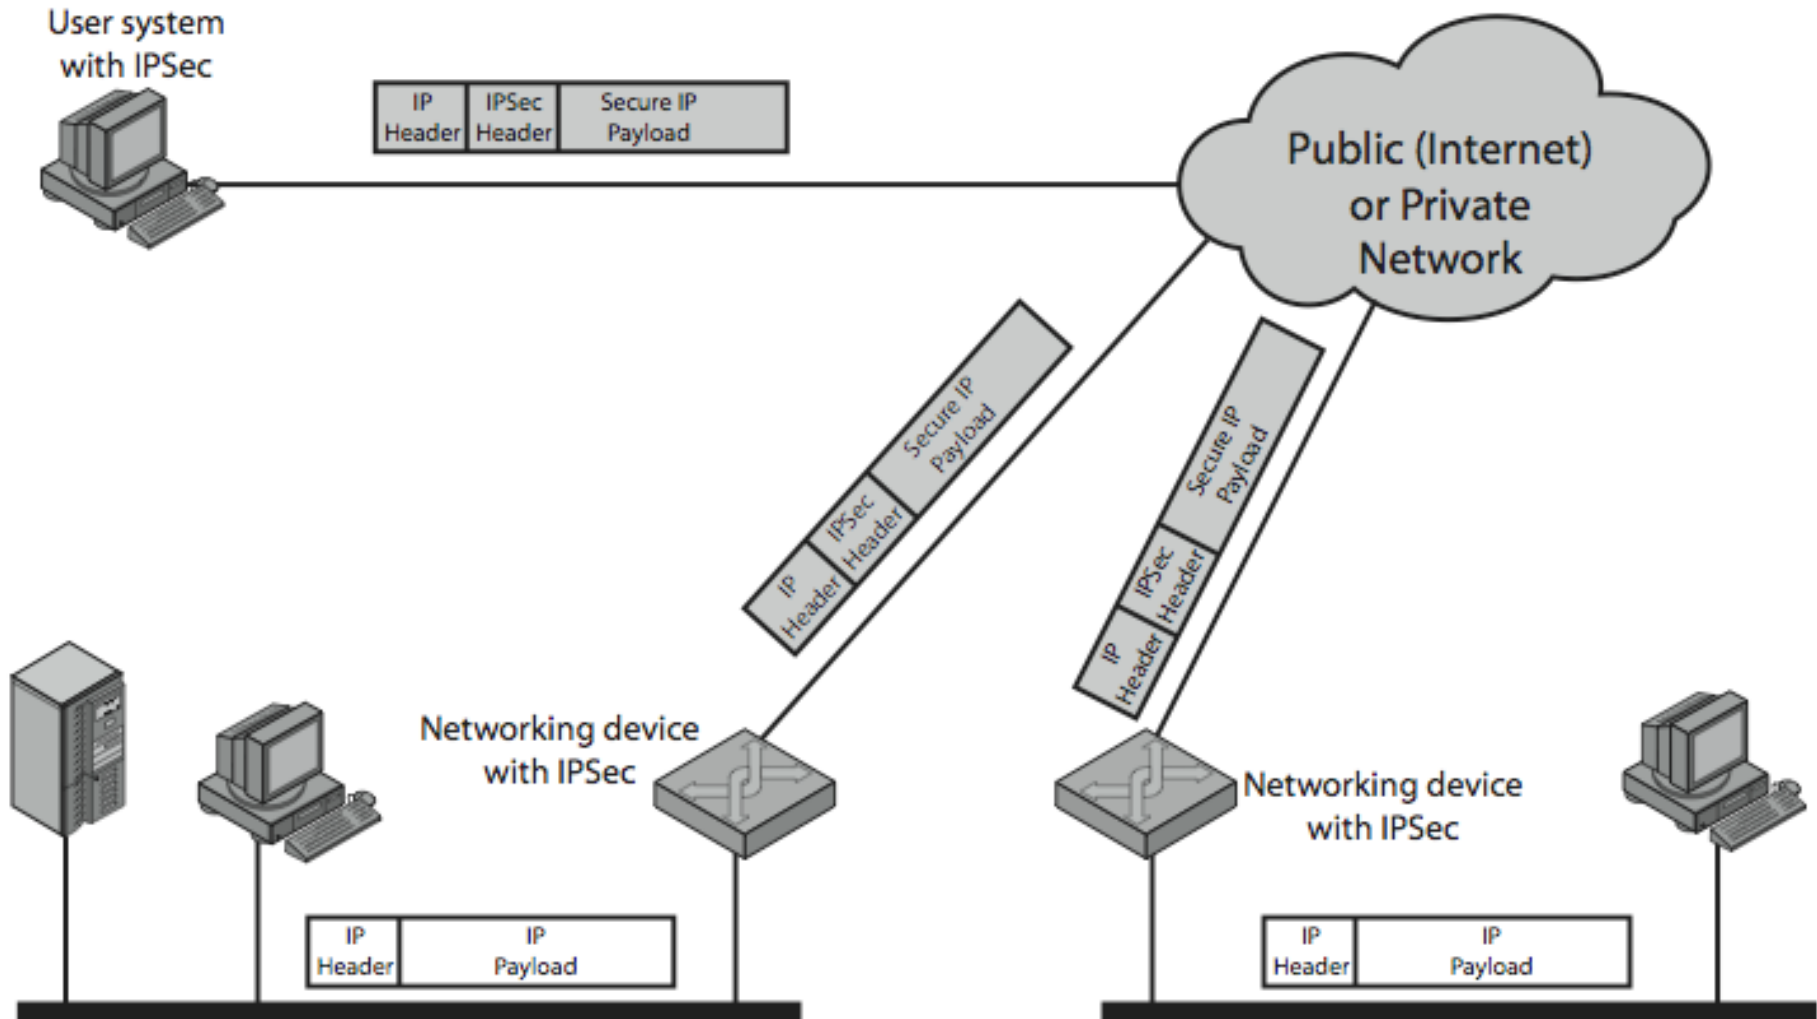 User system
with IPSec
IP
Header
IPSec
Header
Secure IP
Payload
Public (Internet)
or Private
Network
IP
Header
IPSec
Header
Secure IP
Payload
IP
Header
IPSec
Header
Secure IP
Payload
Networking device
with IPSec
Networking device
with IPSec
IP
Header
IP
Payload
IP
Header
IP
Payload